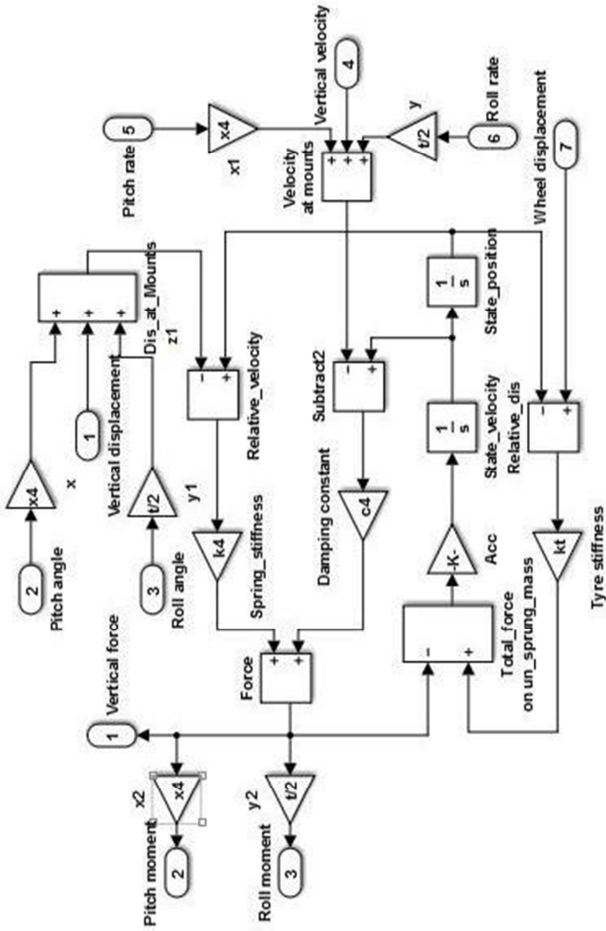 5
Pitch rate
x4
x1
4
Vertical velocity
+
+
+
Velocity
at mounts
t/2
y
6
Roll rate
7
Wheel displacement
2
Pitch angle
x4
x
1
Vertical displacement
3
Roll angle
t/2
y1
+
+
+
Dis_at_Mounts
z1
−
+
Relative_velocity
k4
Spring_stiffness
−
+
Subtract2
c4
Damping constant
1
s
State_position
1
s
State_velocity
-K-
Acc
−
+
Relative_dis
kt
Tyre stiffness
−
+
Total_force
on un_sprung_mass
+
+
Force
1
Vertical force
x4
x2
2
Pitch moment
t/2
y2
3
Roll moment